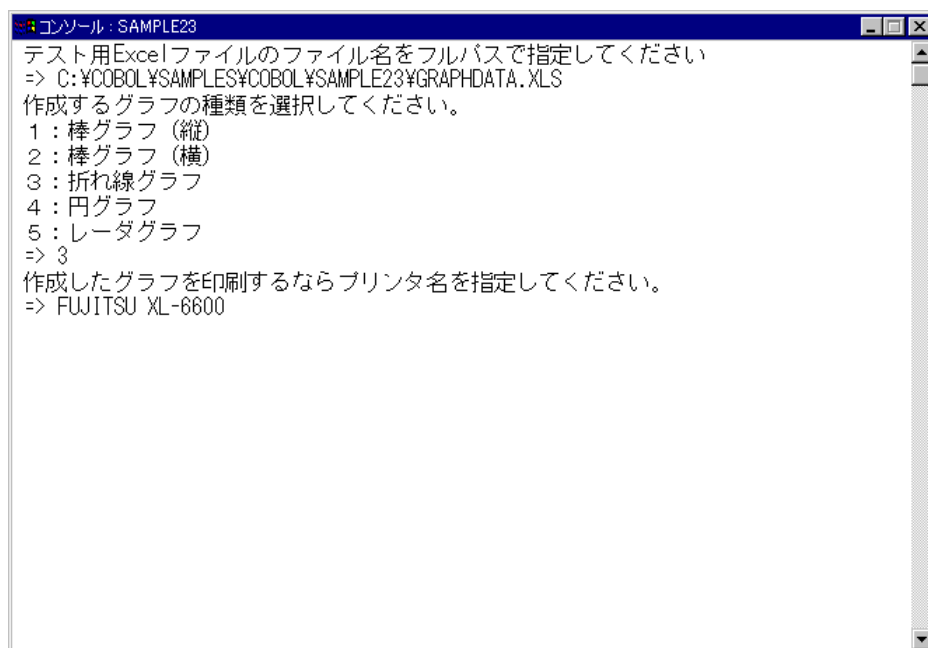 コンソール : SAMPLE23
テスト用Excelファイルのファイル名をフルパスで指定してください
=> C:¥COBOL¥SAMPLES¥COBOL¥SAMPLE23¥GRAPHDATA.XLS
作成するグラフの種類を選択してください。
１：棒グラフ（縦）
２：棒グラフ（横）
３：折れ線グラフ
４：円グラフ
５：レーダグラフ
=> 3
作成したグラフを印刷するならプリンタ名を指定してください。
=> FUJITSU XL-6600